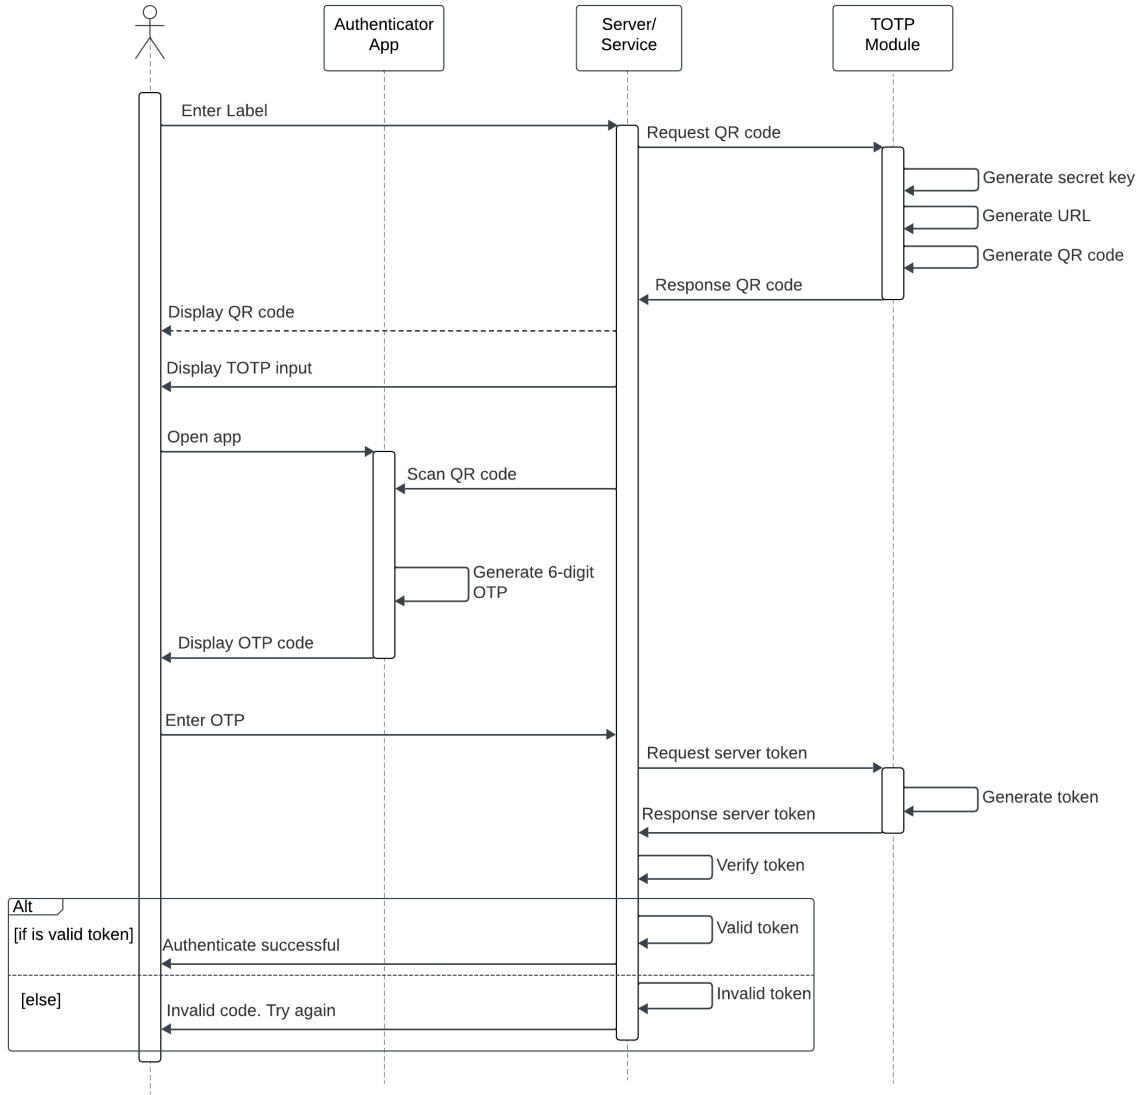 Authenticator
App
Server/
Service
TOTP
Module
Enter Label
Request QR code
Generate secret key
Generate URL
Generate QR code
Response QR code
Display QR code
Display TOTP input
Open app
Scan QR code
Generate 6-digit
OTP
Display OTP code
Enter OTP
Request server token
Generate token
Response server token
Verify token
Alt
[if is valid token]
Valid token
Authenticate successful
[else]
Invalid token
Invalid code. Try again